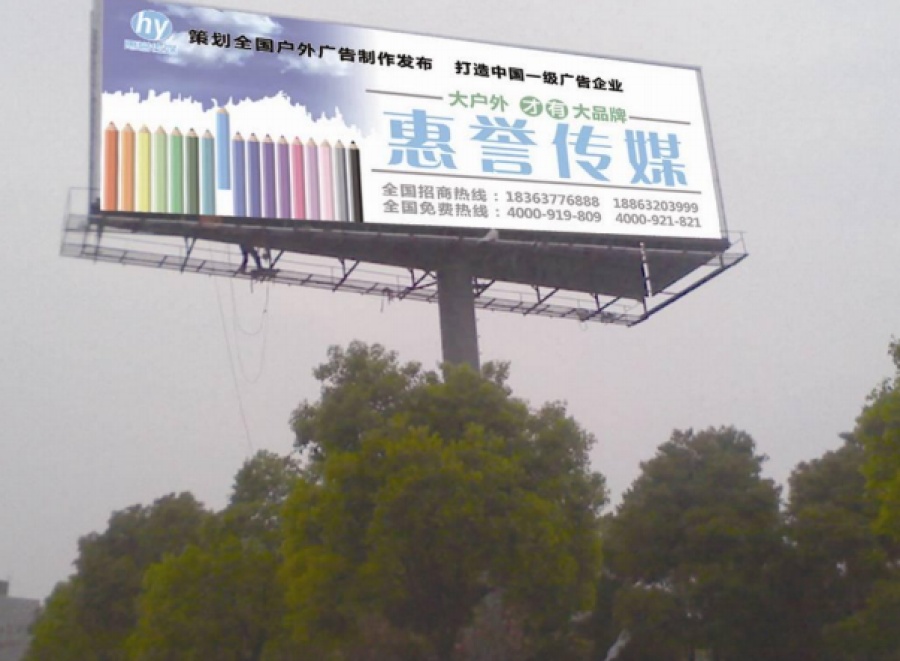 hy
策划全国户外广告制作发布 打造中国一级广告企业
大户外 才有 大品牌
惠誉传媒
全国招商热线：18363776888 18863203999
全国免费热线：4000-919-809 4000-921-821